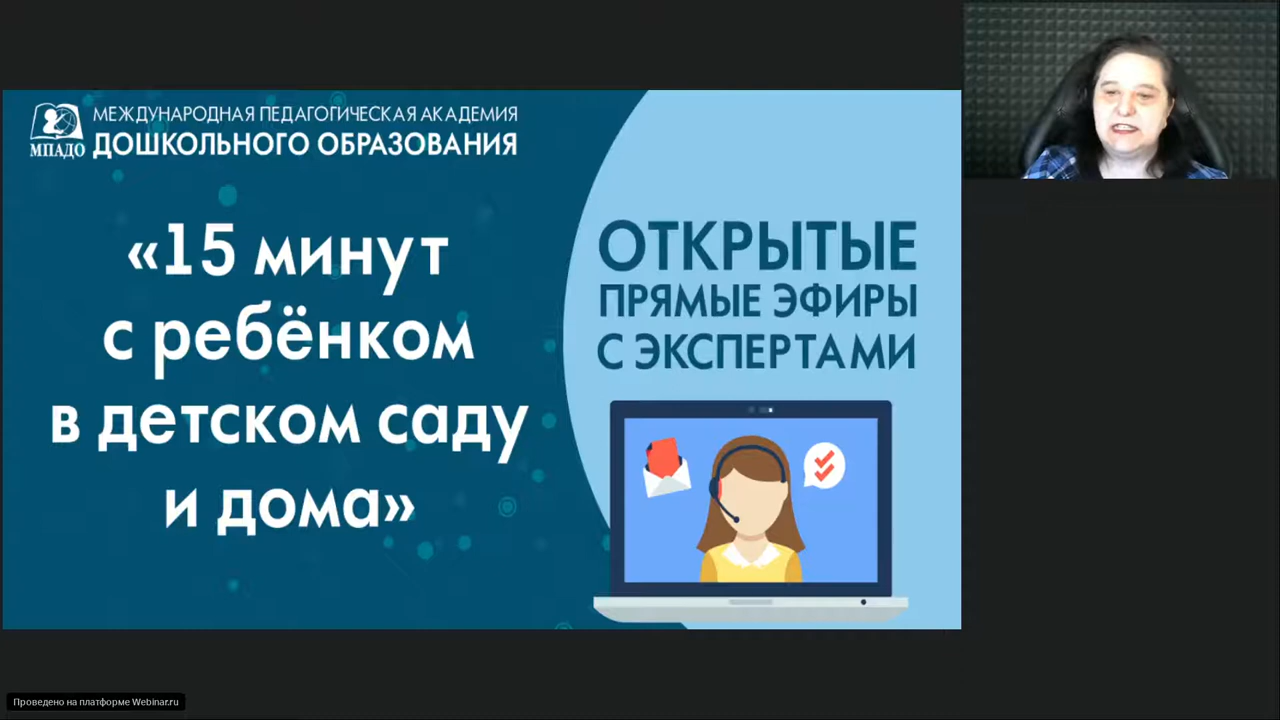 МЕЖДУНАРОДНАЯ ПЕДАГОГИЧЕСКАЯ АКАДЕМИЯ
МПАДО ДОШКОЛЬНОГО ОБРАЗОВАНИЯ
«15 минут
с ребёнком
в детском саду
и дома»
ОТКРЫТЫЕ
ПРЯМЫЕ ЭФИРЫ
С ЭКСПЕРТАМИ
Проведено на платформе Webinar.ru